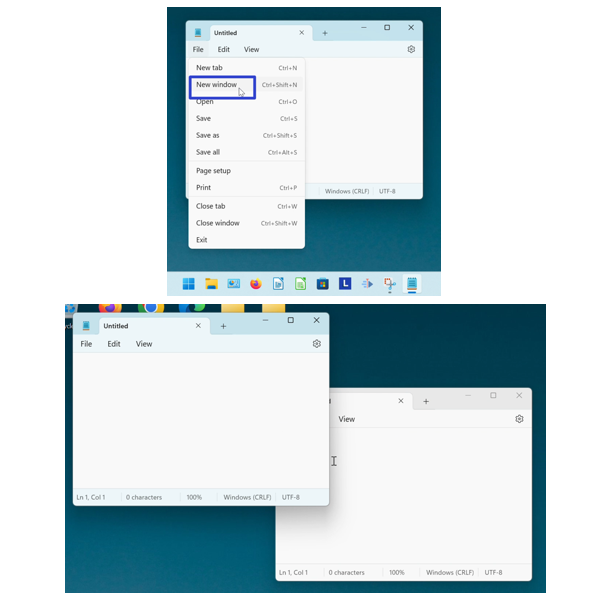 Untitled
File Edit View
New tab Ctrl+N
New window Ctrl+Shift+N
Open Ctrl+O
Save Ctrl+S
Save as Ctrl+Shift+S
Save all Ctrl+Alt+S
Page setup
Print Ctrl+P
Close tab Ctrl+W
Close window Ctrl+Shift+W
Exit
Windows (CRLF) UTF-8
L
Untitled
File Edit View
Ln 1, Col 1 0 characters 100% Windows (CRLF) UTF-8
View
Ln 1, Col 1 0 characters 100% Windows (CRLF) UTF-8